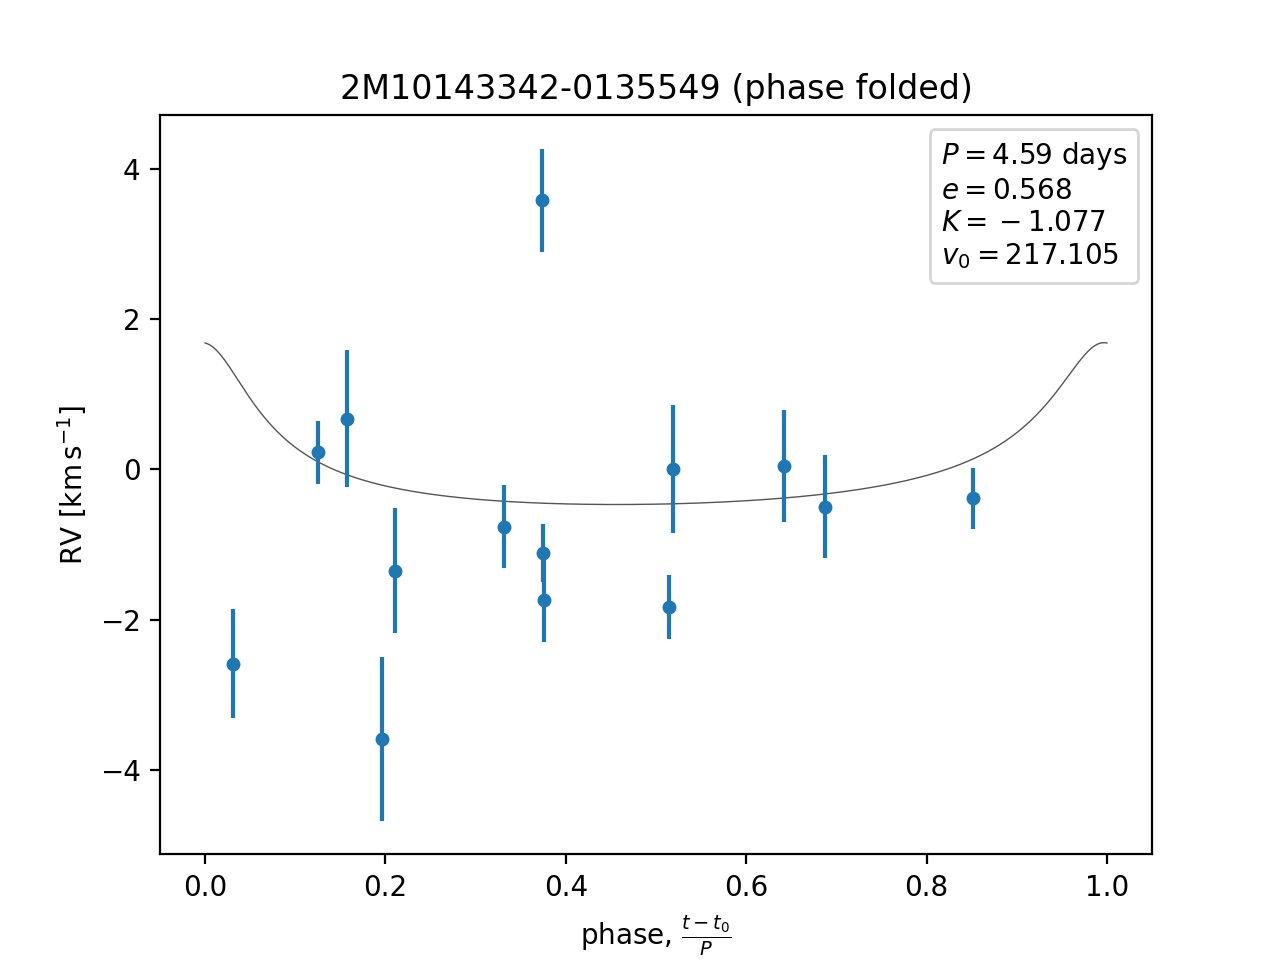 2M10143342-0135549 (phase folded)
P = 4.59 days
e = 0.568
K = −1.077
v₀ = 217.105
RV [km s⁻¹]
4
2
0
−2
−4
0.0 0.2 0.4 0.6 0.8 1.0
phase, (t − t₀)/P